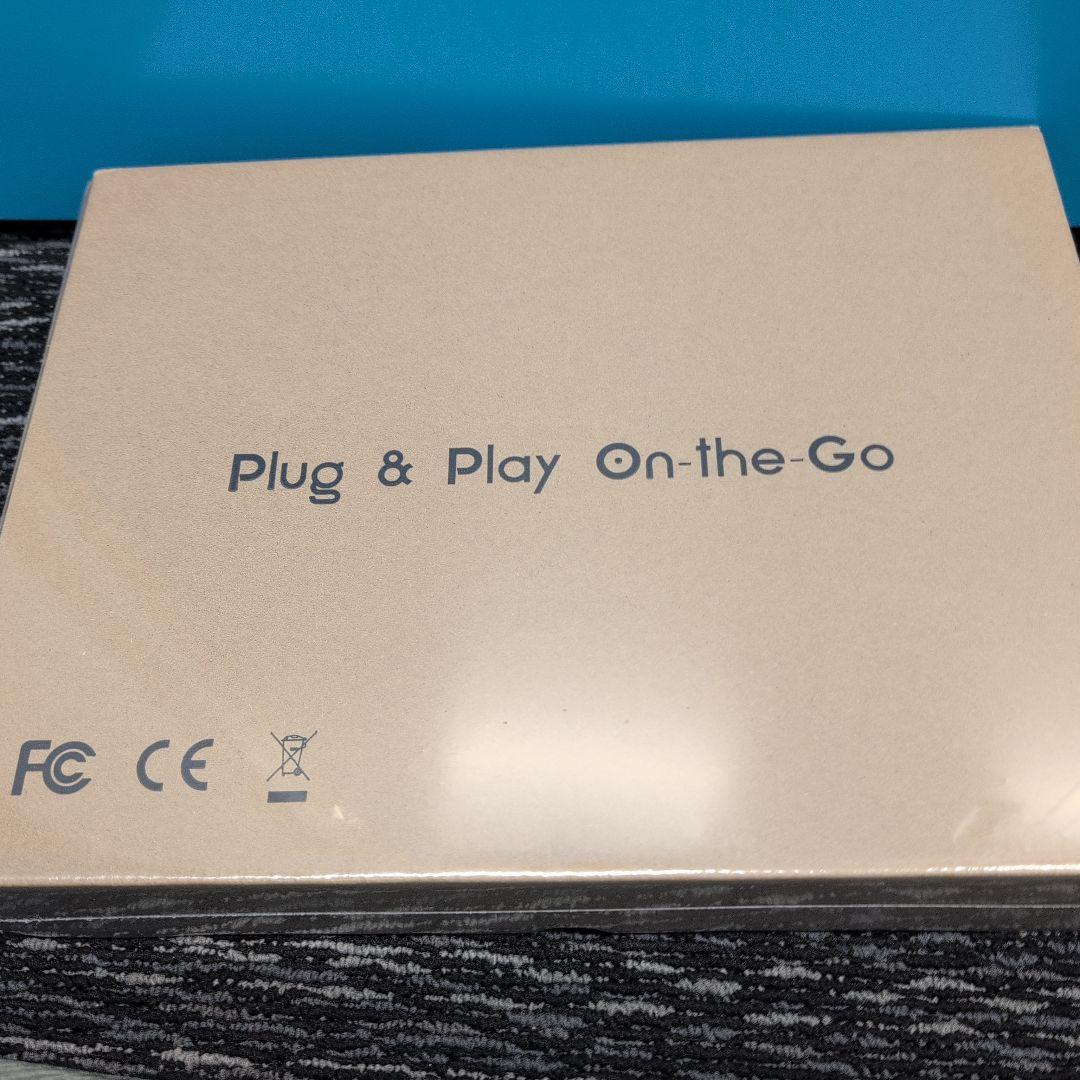 Plug & Play On-the-Go
FC CE